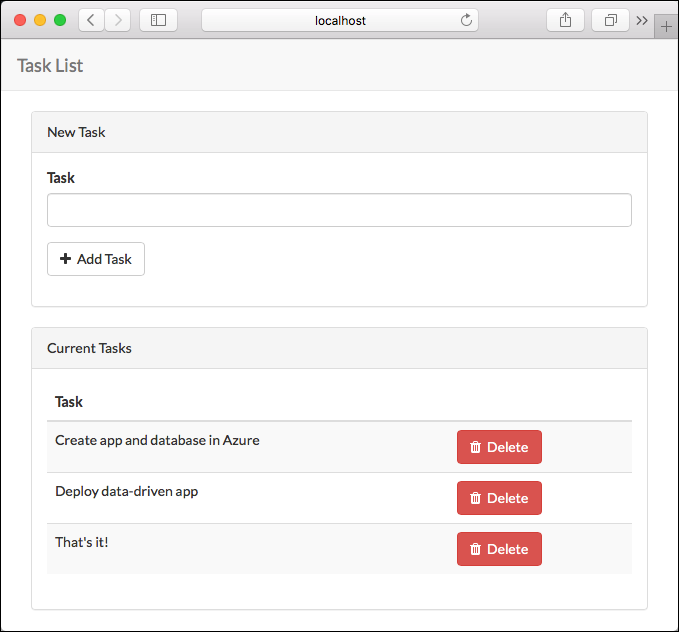 localhost
Task List
New Task
Task
Add Task
Current Tasks
Task
Create app and database in Azure Delete
Deploy data-driven app Delete
That's it! Delete